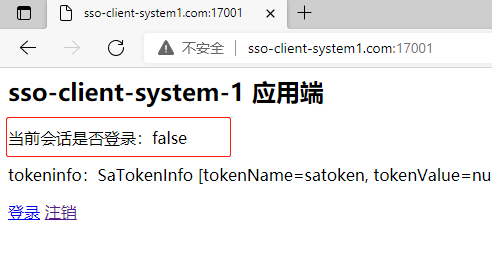 sso-client-system1.com:17001
不安全 sso-client-system1.com:17001
sso-client-system-1 应用端
当前会话是否登录：false
tokeninfo：SaTokenInfo [tokenName=satoken, tokenValue=nu
登录 注销